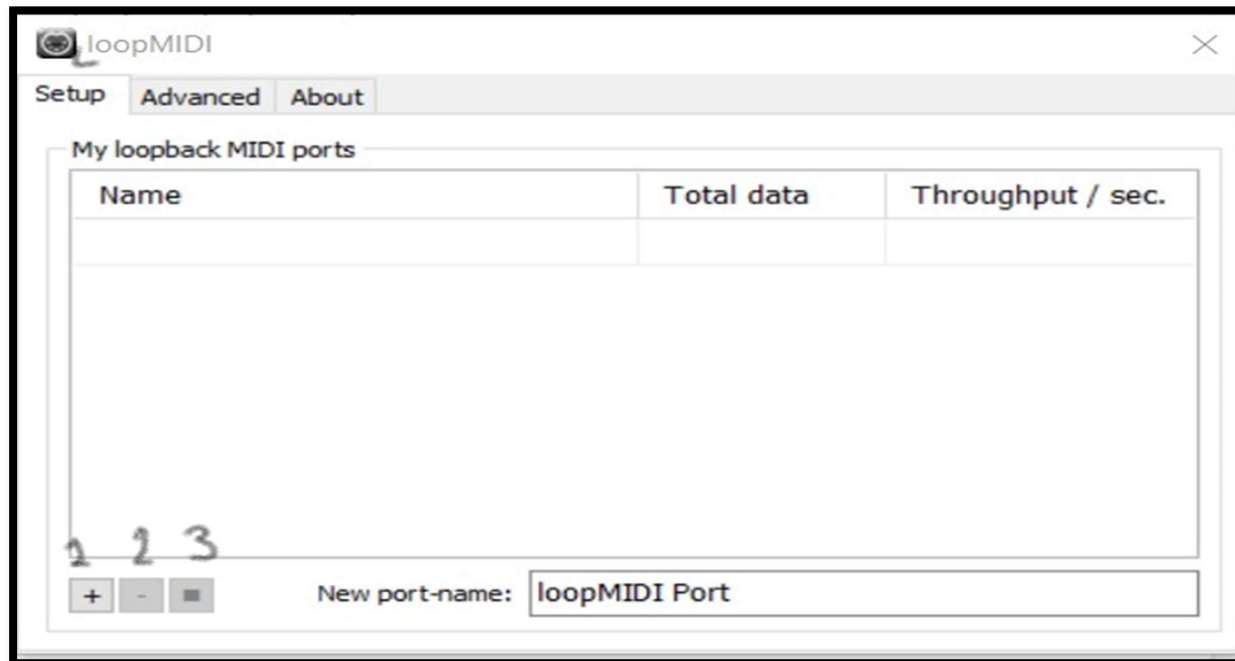 loopMIDI
Setup Advanced About
My loopback MIDI ports
Name Total data Throughput / sec.
1 2 3
+ - New port-name: loopMIDI Port